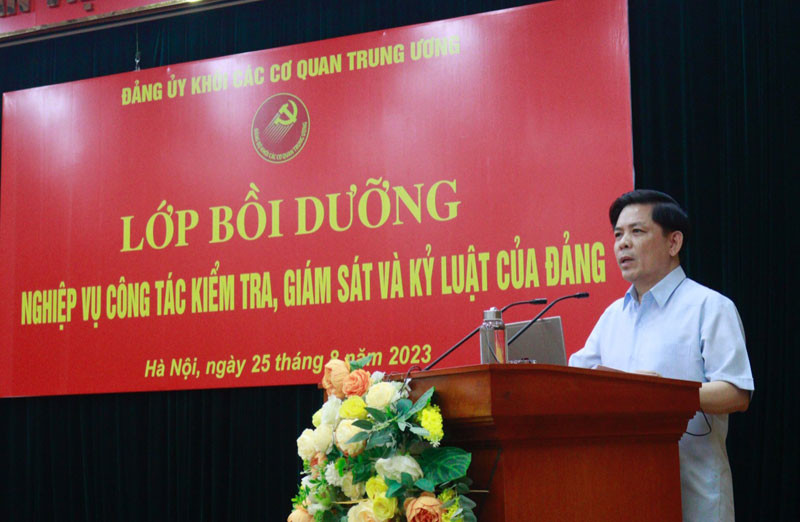 ĐẢNG ỦY KHỐI CÁC CƠ QUAN TRUNG ƯƠNG
LỚP BỒI DƯỠNG
NGHIỆP VỤ CÔNG TÁC KIỂM TRA, GIÁM SÁT VÀ KỶ LUẬT CỦA ĐẢNG
Hà Nội, ngày 25 tháng 8 năm 2023